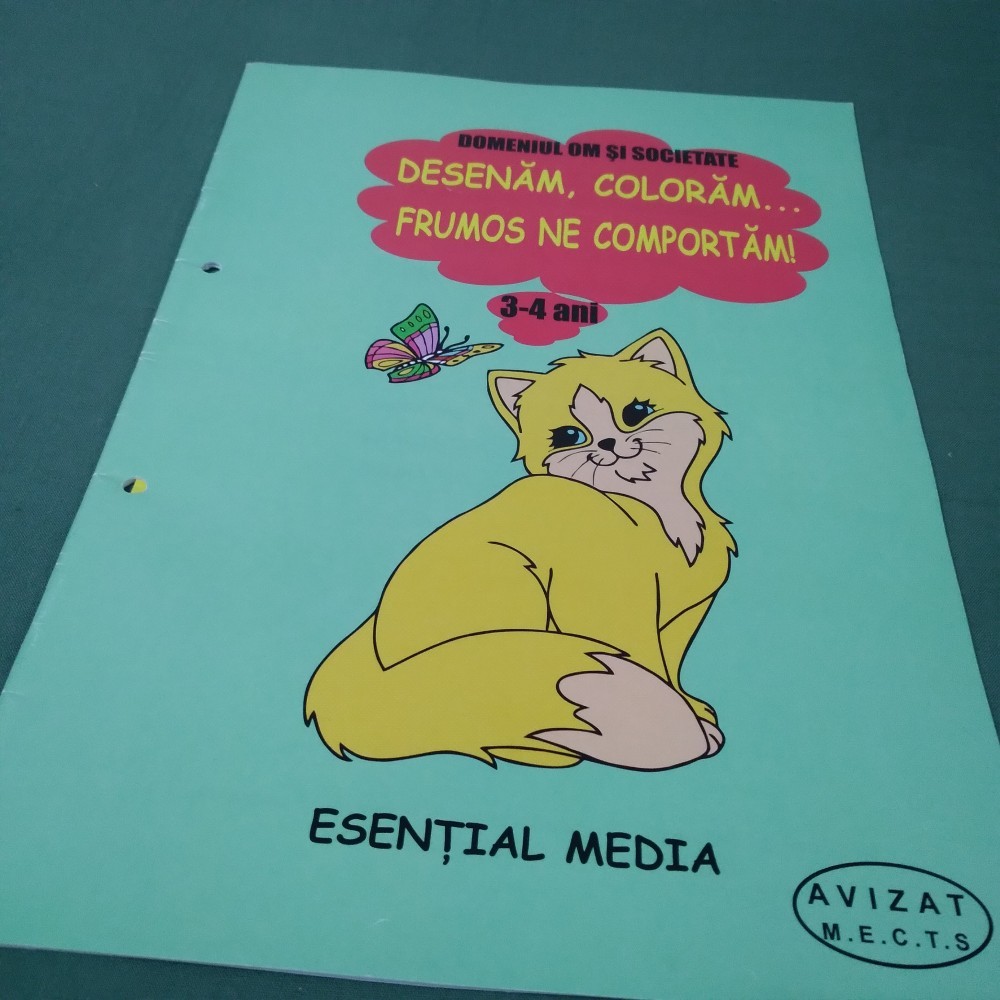 DOMENIUL OM ȘI SOCIETATE
DESENĂM, COLORĂM...
FRUMOS NE COMPORTĂM!
3-4 ani
ESENȚIAL MEDIA
AVIZAT
M.E.C.T.S